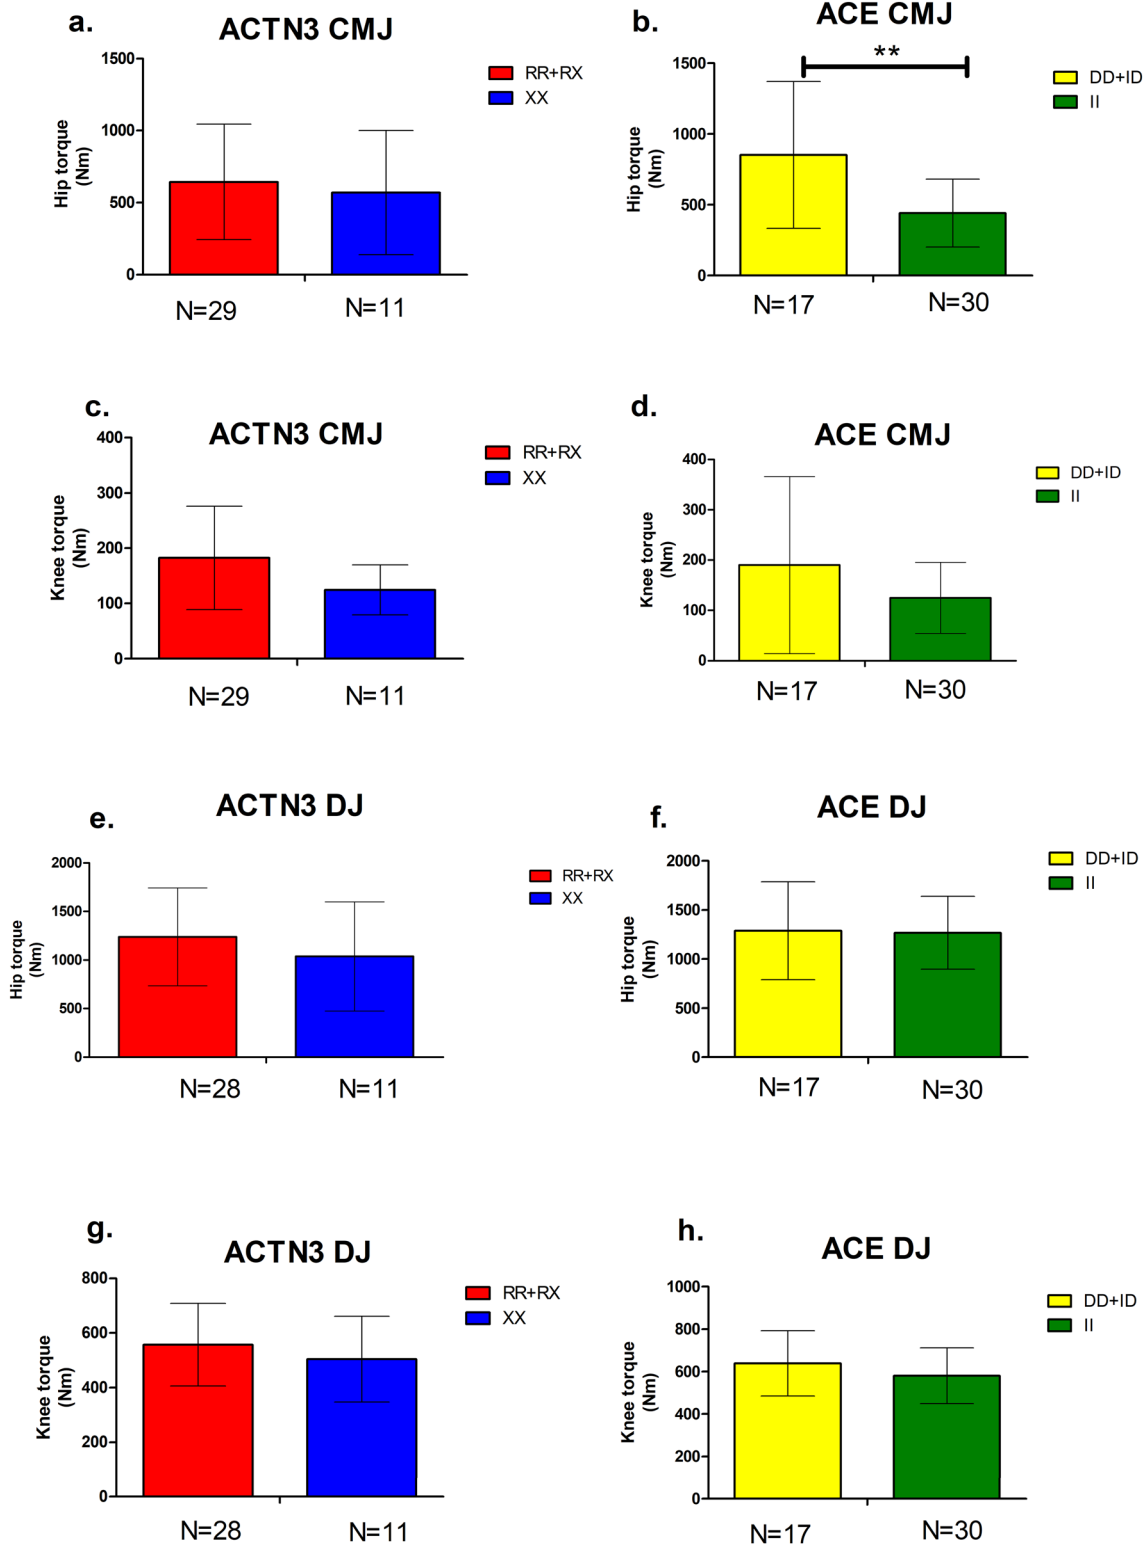 a.
ACTN3 CMJ
1500
1000
500
0
Hip torque
(Nm)
RR+RX
XX
N=29
N=11
b.
ACE CMJ
**
1500
1000
500
0
Hip torque
(Nm)
DD+ID
II
N=17
N=30
c.
ACTN3 CMJ
400
300
200
100
0
Knee torque
(Nm)
RR+RX
XX
N=29
N=11
d.
ACE CMJ
400
300
200
100
0
Knee torque
(Nm)
DD+ID
II
N=17
N=30
e.
ACTN3 DJ
2000
1500
1000
500
0
Hip torque
(Nm)
RR+RX
XX
N=28
N=11
f.
ACE DJ
2000
1500
1000
500
0
Hip torque
(Nm)
DD+ID
II
N=17
N=30
g.
ACTN3 DJ
800
600
400
200
0
Knee torque
(Nm)
RR+RX
XX
N=28
N=11
h.
ACE DJ
1000
800
600
400
200
0
Knee torque
(Nm)
DD+ID
II
N=17
N=30